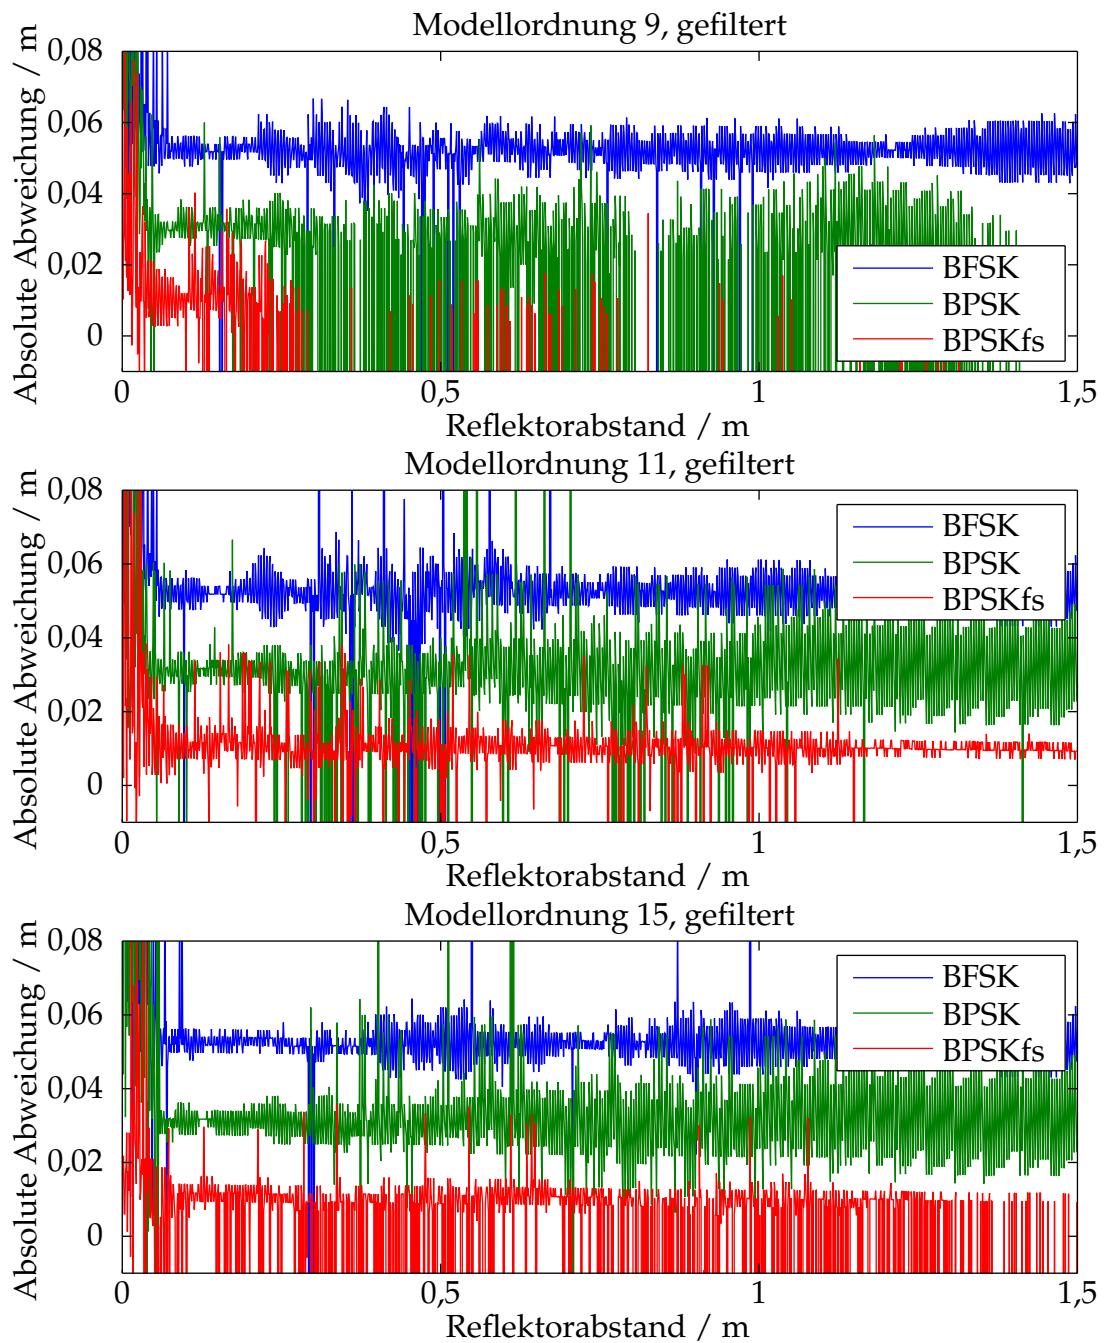 Modellordnung 9, gefiltert
Absolute Abweichung / m
0,08
0,06
0,04
0,02
0
BFSK
BPSK
BPSKfs
0 0,5 1 1,5
Reflektorabstand / m
Modellordnung 11, gefiltert
Absolute Abweichung / m
0,08
0,06
0,04
0,02
0
BFSK
BPSK
BPSKfs
0 0,5 1 1,5
Reflektorabstand / m
Modellordnung 15, gefiltert
Absolute Abweichung / m
0,08
0,06
0,04
0,02
0
BFSK
BPSK
BPSKfs
0 0,5 1 1,5
Reflektorabstand / m